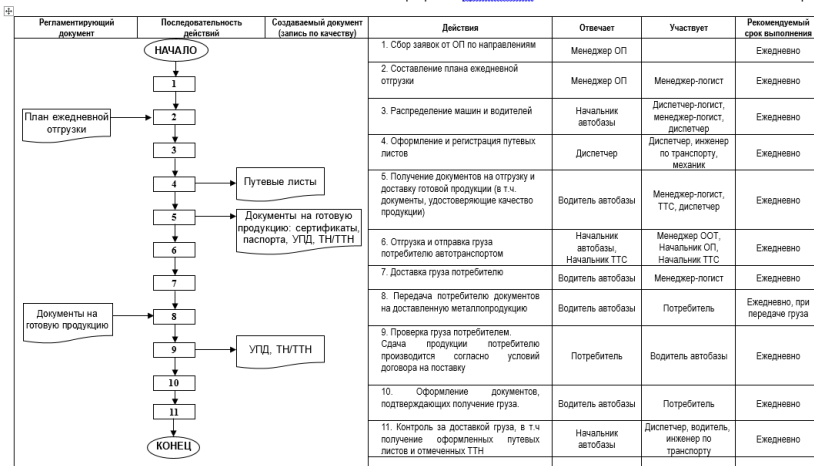 Регламентирующий документ
Последовательность действий
Создаваемый документ (запись по качеству)
Действия
Отвечает
Участвует
Рекомендуемый срок выполнения
НАЧАЛО
1
2
3
4
5
6
7
8
9
10
11
КОНЕЦ
План ежедневной
отгрузки
Путевые листы
Документы на готовую
продукцию: сертификаты,
паспорта, УПД, ТН/ТТН
Документы на
готовую продукцию
УПД, ТН/ТТН
1. Сбор заявок от ОП по направлениям
Менеджер ОП
Ежедневно
2. Составление плана ежедневной
отгрузки
Менеджер ОП
Менеджер-логист
Ежедневно
3. Распределение машин и водителей
Начальник
автобазы
Диспетчер-логист,
менеджер-логист,
диспетчер
Ежедневно
4. Оформление и регистрация путевых
листов
Диспетчер
Диспетчер, инженер
по транспорту,
механик
Ежедневно
5. Получение документов на отгрузку и
доставку готовой продукции (в т.ч.
документы, удостоверяющие качество
продукции)
Водитель автобазы
Менеджер-логист,
ТТС, диспетчер
Ежедневно
6. Отгрузка и отправка груза
потребителю автотранспортом
Начальник
автобазы,
Начальник ТТС
Менеджер ООТ,
Начальник ОП,
Начальник ТТС
Ежедневно
7. Доставка груза потребителю
Водитель автобазы
Менеджер-логист
Ежедневно
8. Передача потребителю документов
на доставленную металлопродукцию
Водитель автобазы
Потребитель
Ежедневно, при
передаче груза
9. Проверка груза потребителем.
Сдача продукции потребителю
производится согласно условий
договора на поставку
Потребитель
Водитель автобазы
Ежедневно
10. Оформление документов,
подтверждающих получение груза.
Водитель автобазы
Потребитель
Ежедневно
11. Контроль за доставкой груза, в т.ч
получение оформленных путевых
листов и отмеченных ТТН
Начальник
автобазы
Диспетчер, водитель,
инженер по
транспорту
Ежедневно